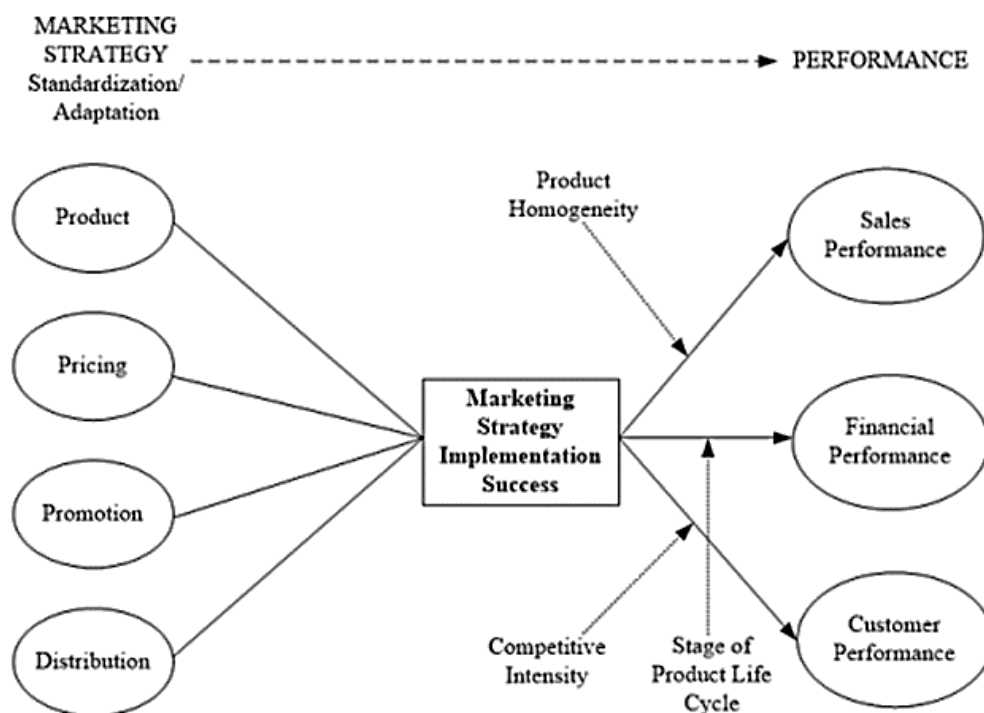 MARKETING
STRATEGY
Standardization/
Adaptation
PERFORMANCE
Product
Pricing
Promotion
Distribution
Marketing
Strategy
Implementation
Success
Product
Homogeneity
Competitive
Intensity
Stage of
Product Life
Cycle
Sales
Performance
Financial
Performance
Customer
Performance